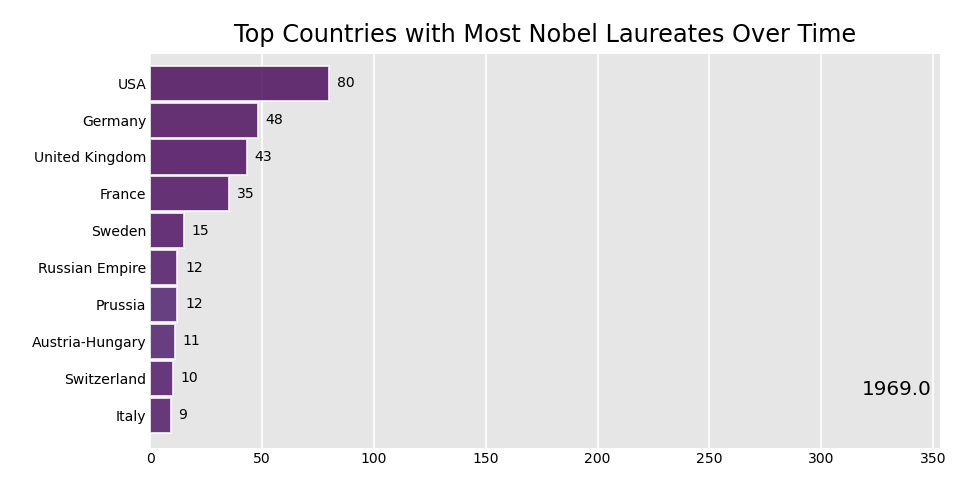 Top Countries with Most Nobel Laureates Over Time
USA 80
Germany 48
United Kingdom 43
France 35
Sweden 15
Russian Empire 12
Prussia 12
Austria-Hungary 11
Switzerland 10
1969.0
Italy 9
0 50 100 150 200 250 300 350